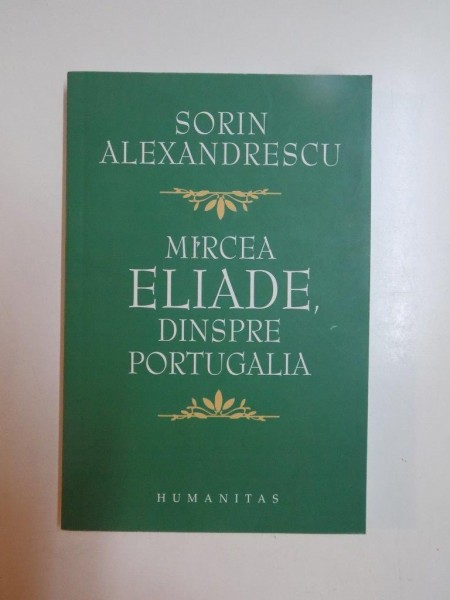 SORIN
ALEXANDRESCU
MIRCEA
ELIADE,
DINSPRE
PORTUGALIA
HUMANITAS